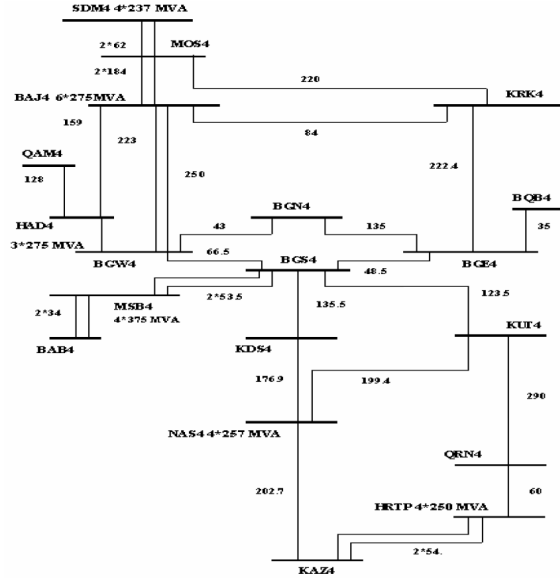 SDM4 4*237 MVA
2*62
MOS4
2*184
220
BAJ4 6*275MVA
KRK4
159
223
84
QAM4
250
222.4
128
BQB4
BGN4
HAD4
43
135
35
3*275 MVA
66.5
BGW4
BGS4
48.5
BGE4
MSB4
2*53.5
135.5
123.5
2*34
4*375 MVA
BAB4
KDS4
KUT4
176.9
199.4
290
NAS4 4*257 MVA
QRN4
202.7
HRTP 4*250 MVA
60
2*54.
KAZ4